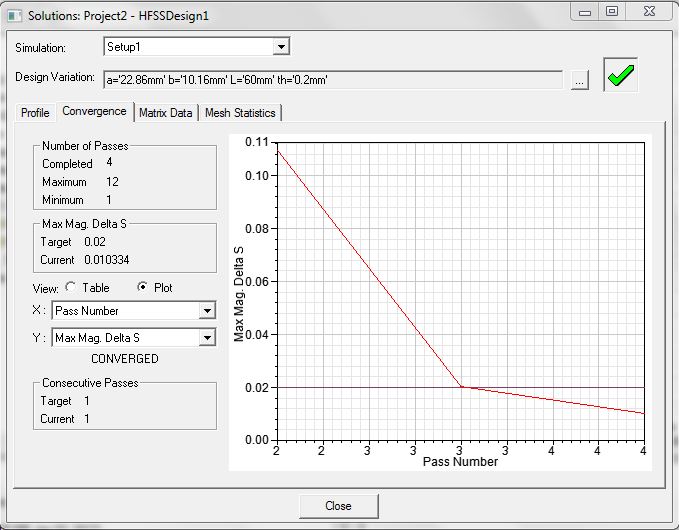 Solutions: Project2 - HFSSDesign1
Simulation: Setup1
Design Variation: a='22.86mm' b='10.16mm' L='60mm' th='0.2mm' ...
Profile Convergence Matrix Data Mesh Statistics
Number of Passes
Completed 4
Maximum 12
Minimum 1
Max Mag. Delta S
Target 0.02
Current 0.010334
View: Table Plot
X : Pass Number
Y : Max Mag. Delta S
CONVERGED
Consecutive Passes
Target 1
Current 1
Max Mag. Delta S
0.11
0.10
0.08
0.06
0.04
0.02
0.00
2 2 3 3 3 4 4 4 4
Pass Number
Close